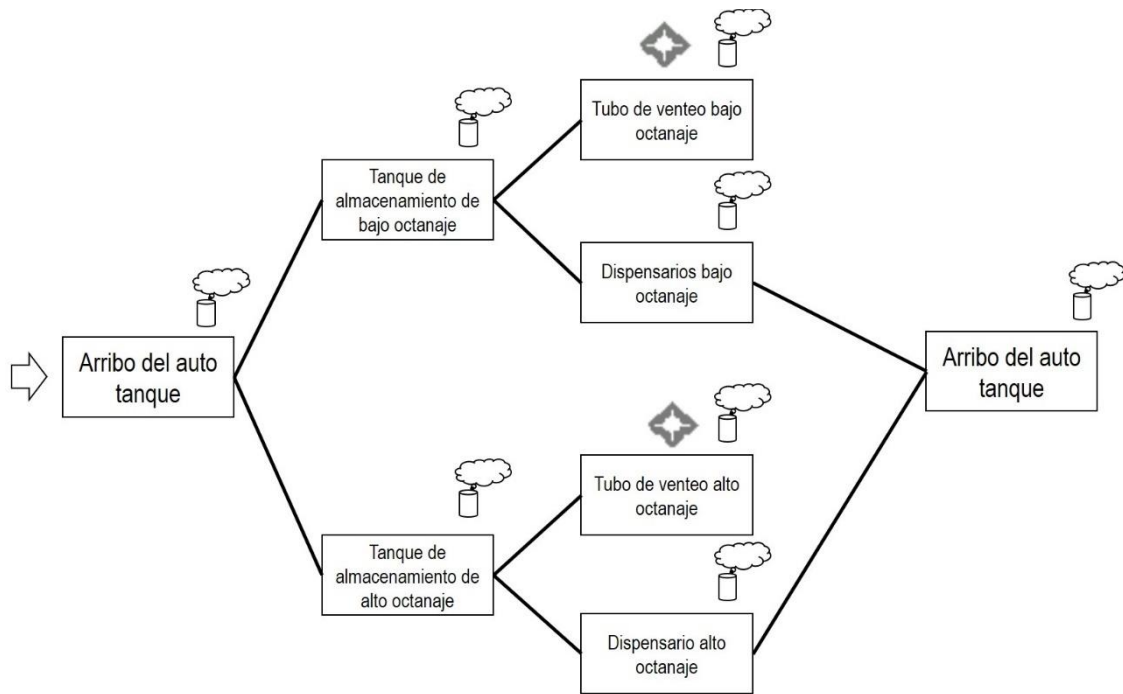 Tubo de venteo bajo
octanaje
Tanque de
almacenamiento de
bajo octanaje
Dispensarios bajo
octanaje
Arribo del auto
tanque
Arribo del auto
tanque
Tubo de venteo alto
octanaje
Tanque de
almacenamiento de
alto octanaje
Dispensario alto
octanaje